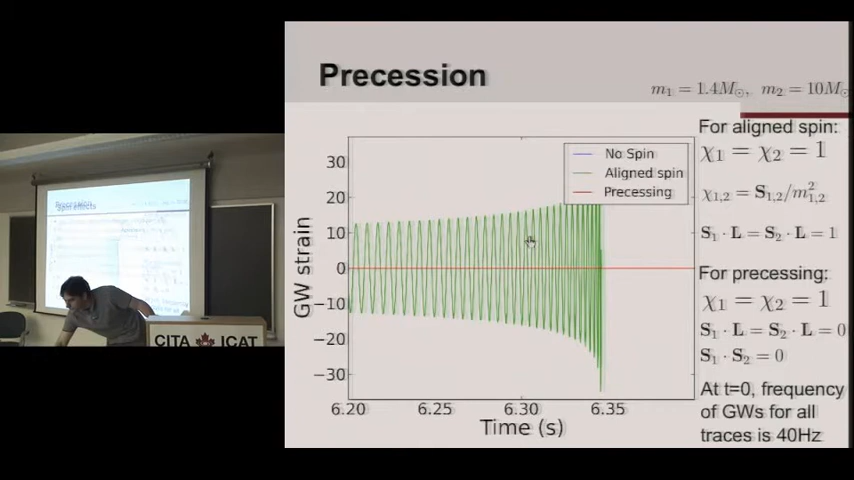 Precession
m₁ = 1.4M⊙, m₂ = 10M⊙
30
20
10
0
−10
−20
−30
GW strain
6.20 6.25 6.30 6.35
Time (s)
No Spin
Aligned spin
Precessing
For aligned spin:
χ₁ = χ₂ = 1
χ₁,₂ = S₁,₂/m²₁,₂
S₁ · L = S₂ · L = 1
For precessing:
χ₁ = χ₂ = 1
S₁ · L = S₂ · L = 0
S₁ · S₂ = 0
At t=0, frequency
of GWs for all
traces is 40Hz
Precession
CITA ICAT